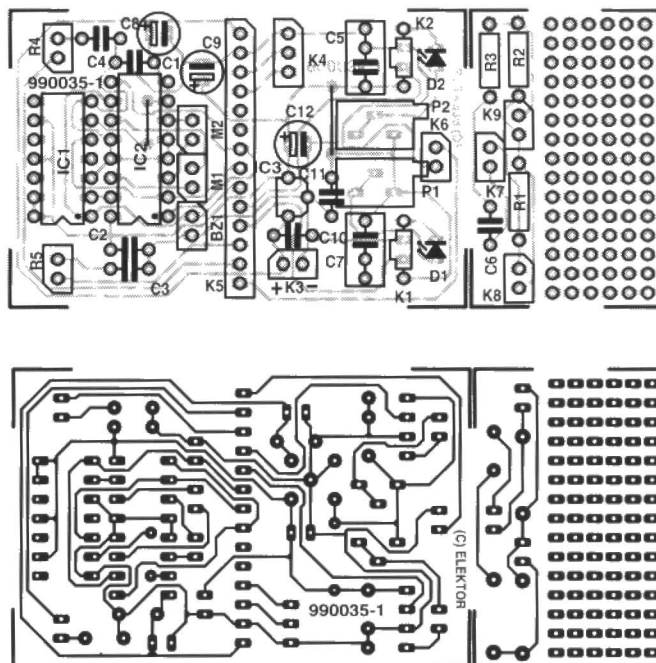 R4
C8
C9
K4
C5
K2
K9
R3
R2
C4
C1
990035-1
D2
P2
K6
C12
M2
IC1
IC2
M1
IC3
C11
P1
K7
R1
BZ1
C2
R5
C3
K5
+K3-
C10
C7
D1
K1
C6
K8
(C) ELEKTOR
990035-1